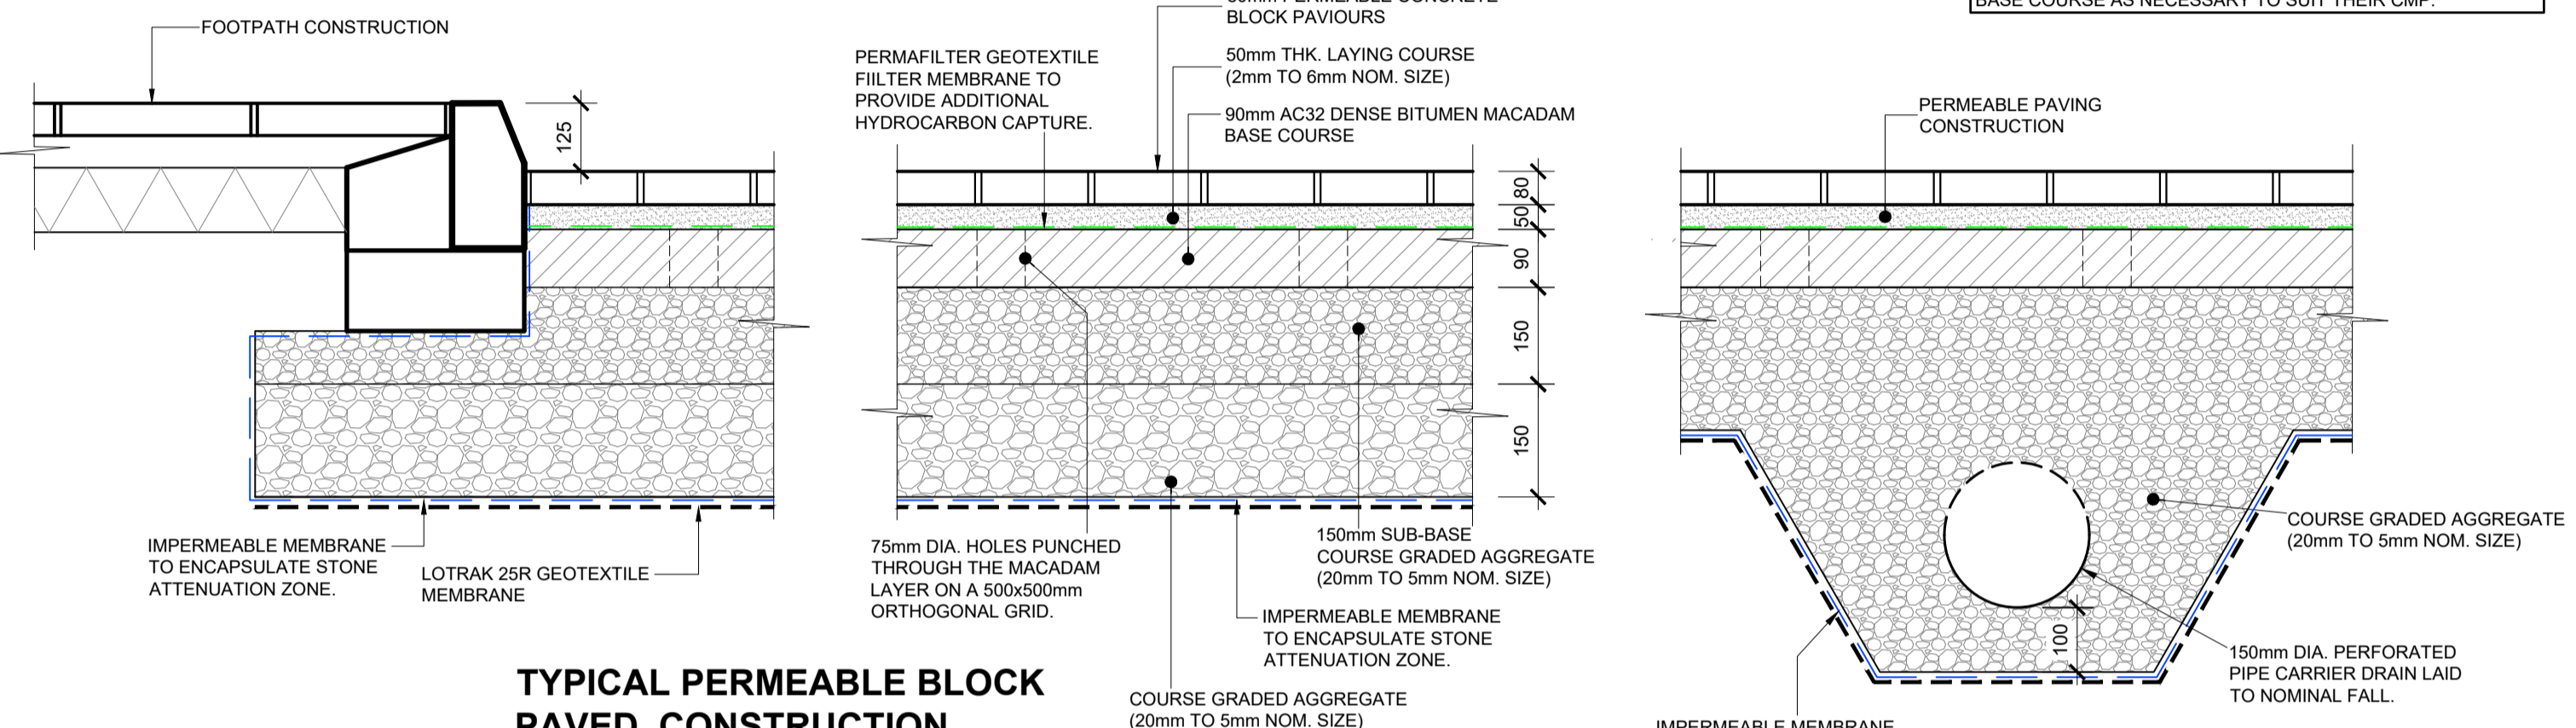 FOOTPATH CONSTRUCTION
125
IMPERMEABLE MEMBRANE
TO ENCAPSULATE STONE
ATTENUATION ZONE.
LOTRAK 25R GEOTEXTILE
MEMBRANE
PERMAFILTER GEOTEXTILE
FIILTER MEMBRANE TO
PROVIDE ADDITIONAL
HYDROCARBON CAPTURE.
80mm PERMEABLE CONCRETE
BLOCK PAVIOURS
50mm THK. LAYING COURSE
(2mm TO 6mm NOM. SIZE)
90mm AC32 DENSE BITUMEN MACADAM
BASE COURSE
80
50
90
150
150
75mm DIA. HOLES PUNCHED
THROUGH THE MACADAM
LAYER ON A 500x500mm
ORTHOGONAL GRID.
150mm SUB-BASE
COURSE GRADED AGGREGATE
(20mm TO 5mm NOM. SIZE)
IMPERMEABLE MEMBRANE
TO ENCAPSULATE STONE
ATTENUATION ZONE.
COURSE GRADED AGGREGATE
(20mm TO 5mm NOM. SIZE)
TYPICAL PERMEABLE BLOCK
PAVED CONSTRUCTION
BASE COURSE AS NECESSARY TO SUIT THEIR CMP.
PERMEABLE PAVING
CONSTRUCTION
COURSE GRADED AGGREGATE
(20mm TO 5mm NOM. SIZE)
100
150mm DIA. PERFORATED
PIPE CARRIER DRAIN LAID
TO NOMINAL FALL.
IMPERMEABLE MEMBRANE